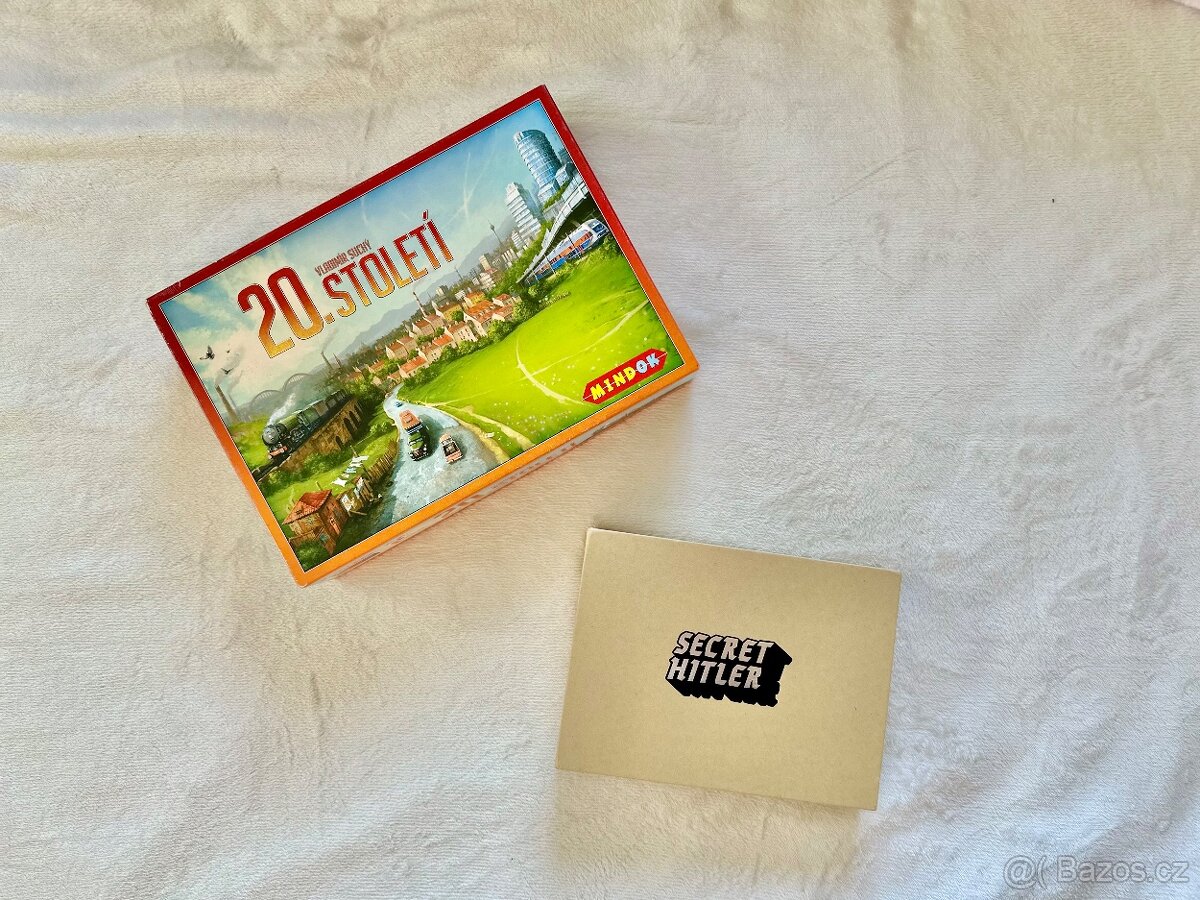 VLADIMÍR SUCHÝ
20. STOLETÍ
MINDOK
SECRET
HITLER
@( Bazos.cz